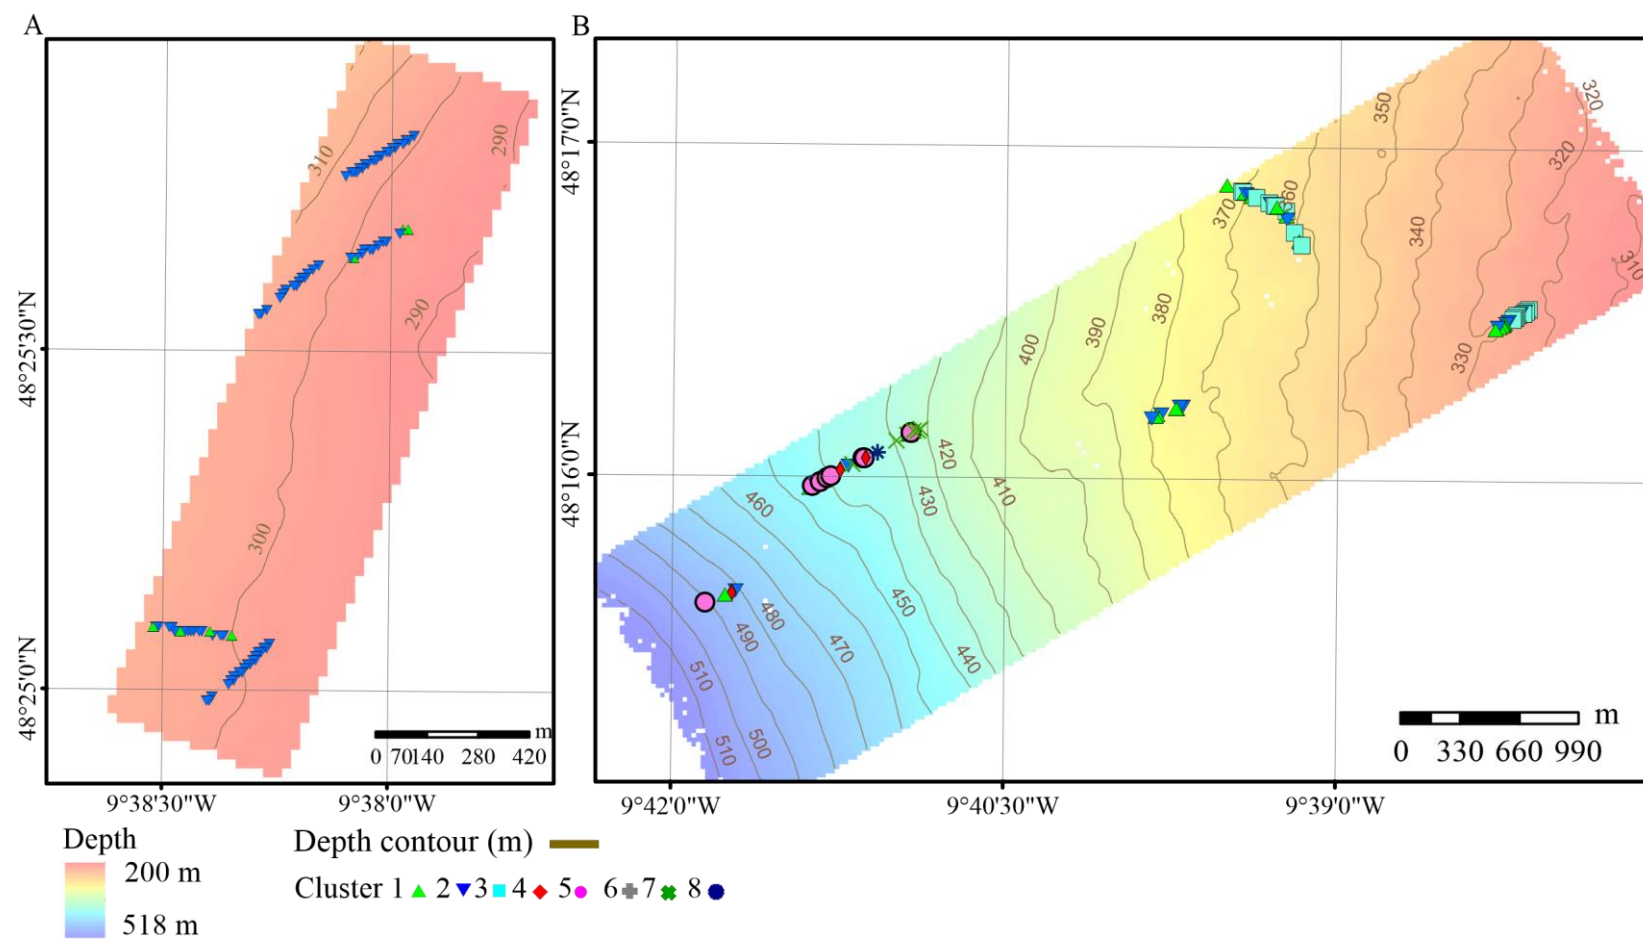 A
B
310
290
290
300
48°25'30"N
48°25'0"N
9°38'30"W
9°38'0"W
m
0 70 140 280 420
48°17'0"N
48°16'0"N
350
320
320
360
370
340
310
380
390
400
330
420
430
410
460
450
480
490
470
440
510
500
510
m
0 330 660 990
9°42'0"W
9°40'30"W
9°39'0"W
Depth
200 m
518 m
Depth contour (m)
Cluster 1 2 3 4 5 6 7 8